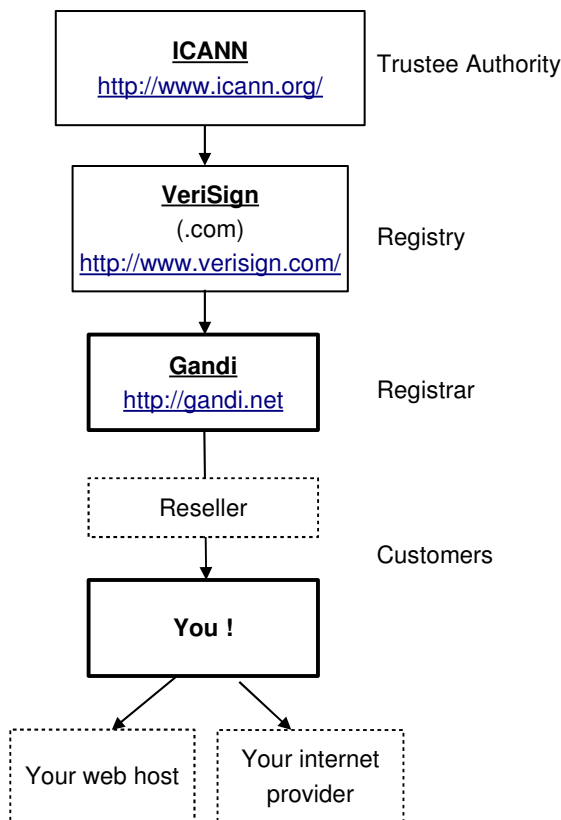 ICANN
http://www.icann.org/
Trustee Authority
VeriSign
(.com)
http://www.verisign.com/
Registry
Gandi
http://gandi.net
Registrar
Reseller
Customers
You !
Your web host
Your internet
provider